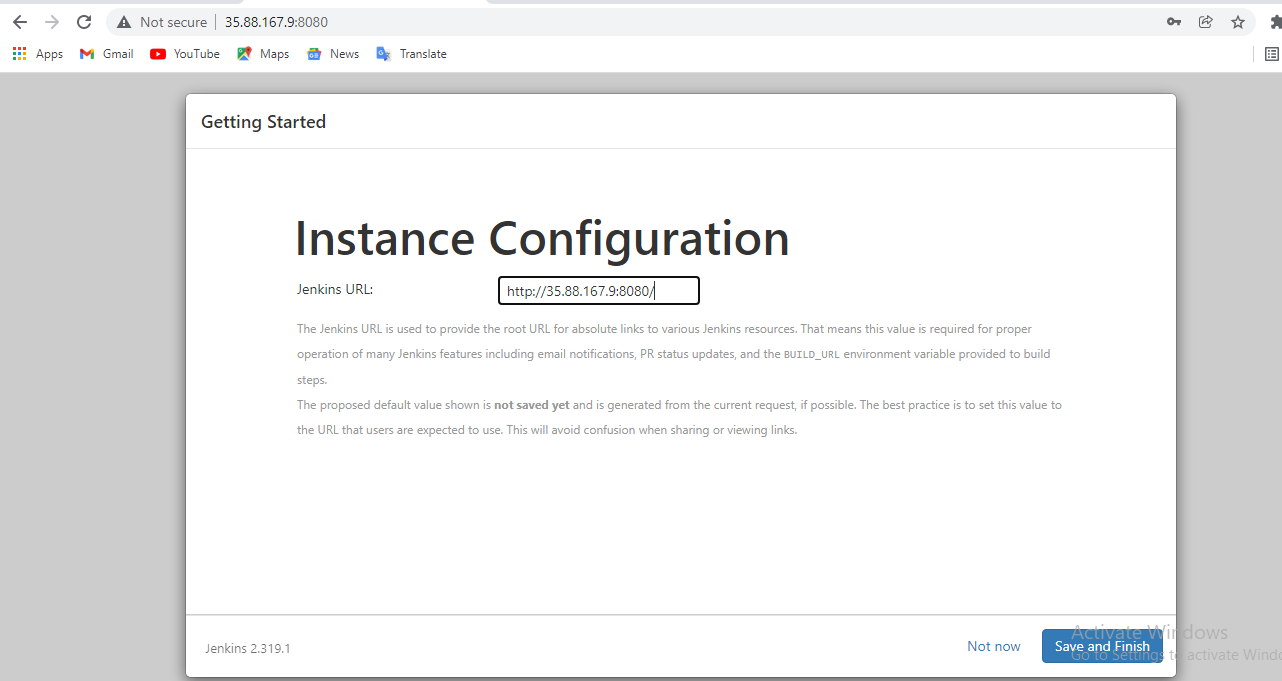 Not secure 35.88.167.9:8080
Apps Gmail YouTube Maps News Translate
Getting Started
Instance Configuration
Jenkins URL: http://35.88.167.9:8080/
The Jenkins URL is used to provide the root URL for absolute links to various Jenkins resources. That means this value is required for proper
operation of many Jenkins features including email notifications, PR status updates, and the BUILD_URL environment variable provided to build
steps.
The proposed default value shown is not saved yet and is generated from the current request, if possible. The best practice is to set this value to
the URL that users are expected to use. This will avoid confusion when sharing or viewing links.
Jenkins 2.319.1
Not now
Save and Finish
Activate Windows
Go to Settings to activate Windo